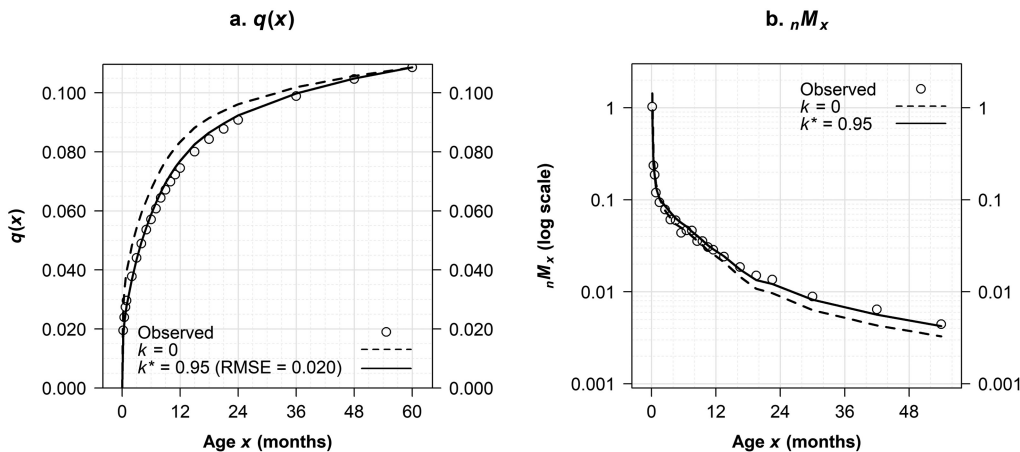 a. q(x)
b. nMx
q(x)
0.100
0.080
0.060
0.040
0.020
0.000
0.100
0.080
0.060
0.040
0.020
0.000
Observed
k = 0
k* = 0.95 (RMSE = 0.020)
0 12 24 36 48 60
Age x (months)
nMx (log scale)
1
0.1
0.01
0.001
1
0.1
0.01
0.001
Observed
k = 0
k* = 0.95
0 12 24 36 48
Age x (months)